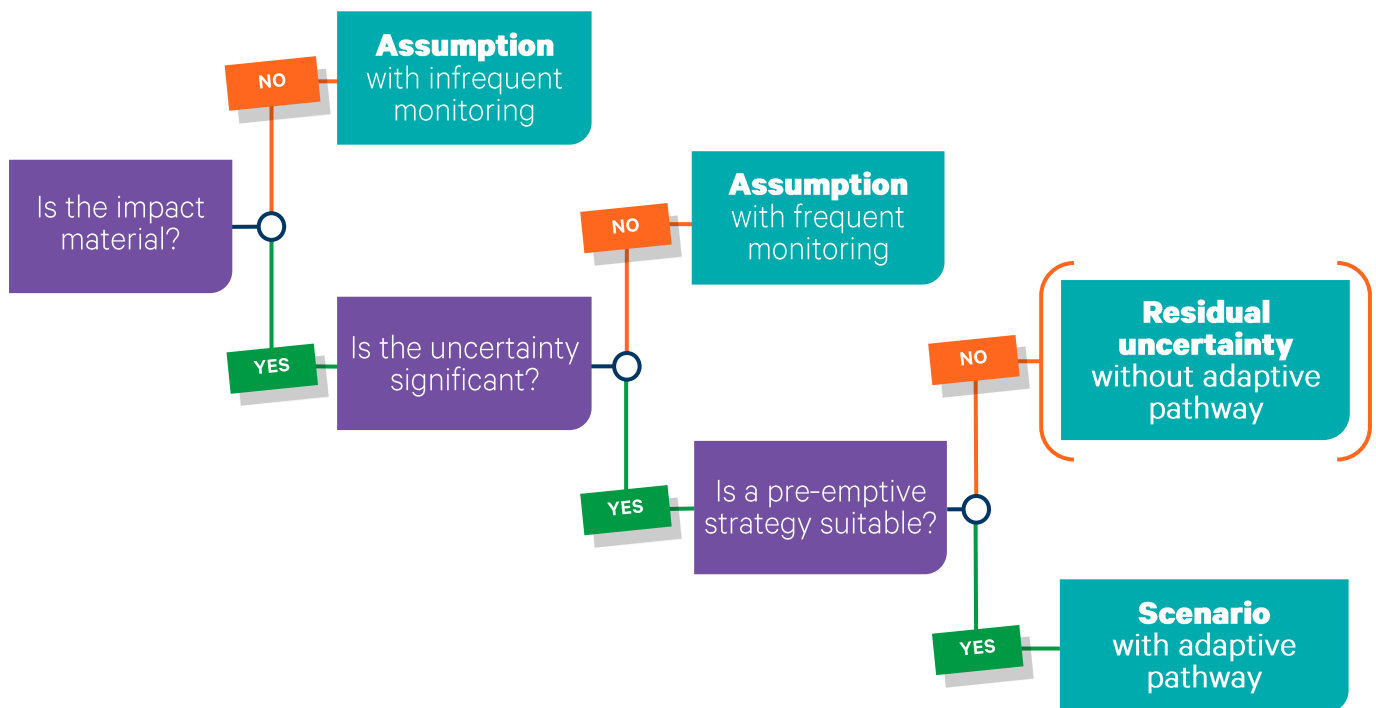 Assumption
with infrequent
monitoring
NO
Is the impact
material?
YES
Is the uncertainty
significant?
NO
Assumption
with frequent
monitoring
YES
Is a pre-emptive
strategy suitable?
NO
Residual
uncertainty
without adaptive
pathway
YES
Scenario
with adaptive
pathway